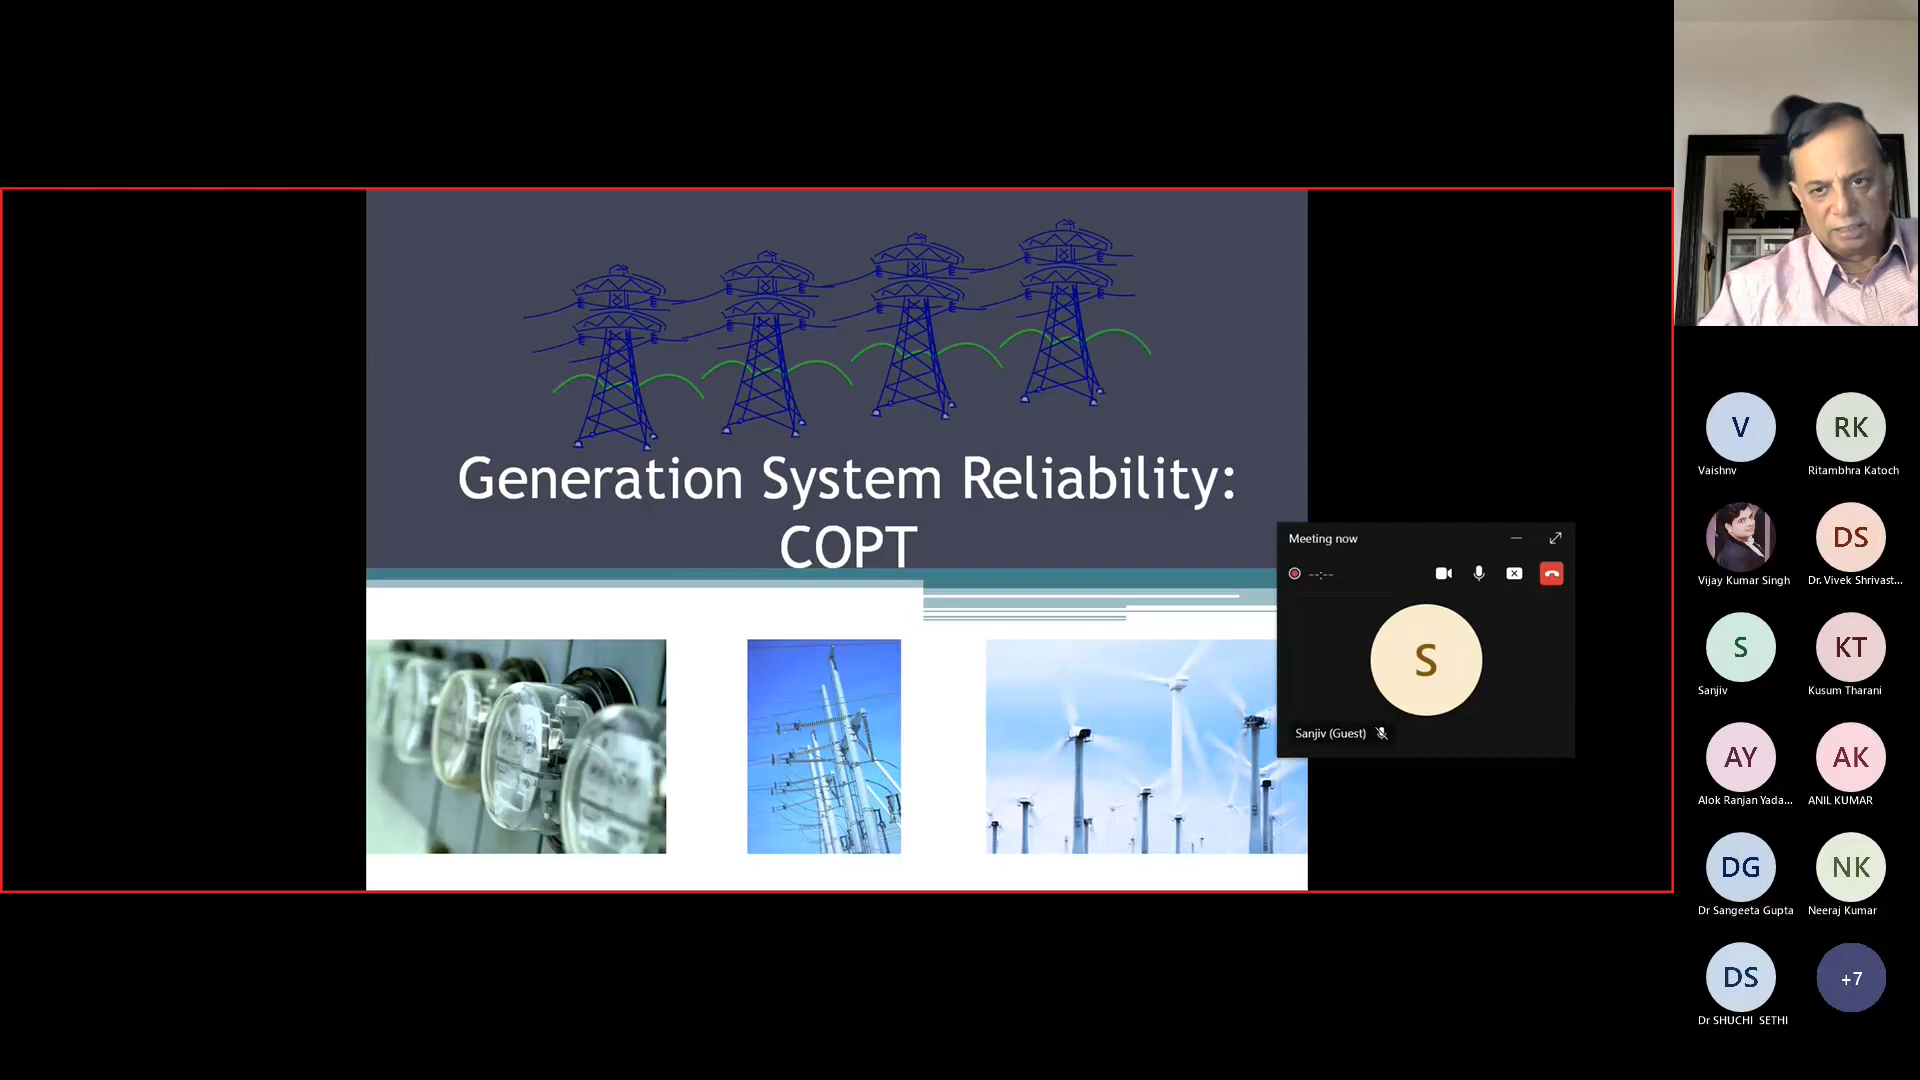 Generation System Reliability:
COPT
Meeting now
--:--
S
Sanjiv (Guest)
V
Vaishnv
RK
Ritambhra Katoch
Vijay Kumar Singh
DS
Dr. Vivek Shrivast...
S
Sanjiv
KT
Kusum Tharani
AY
Alok Ranjan Yada...
AK
ANIL KUMAR
DG
Dr Sangeeta Gupta
NK
Neeraj Kumar
DS
Dr SHUCHI SETHI
+7